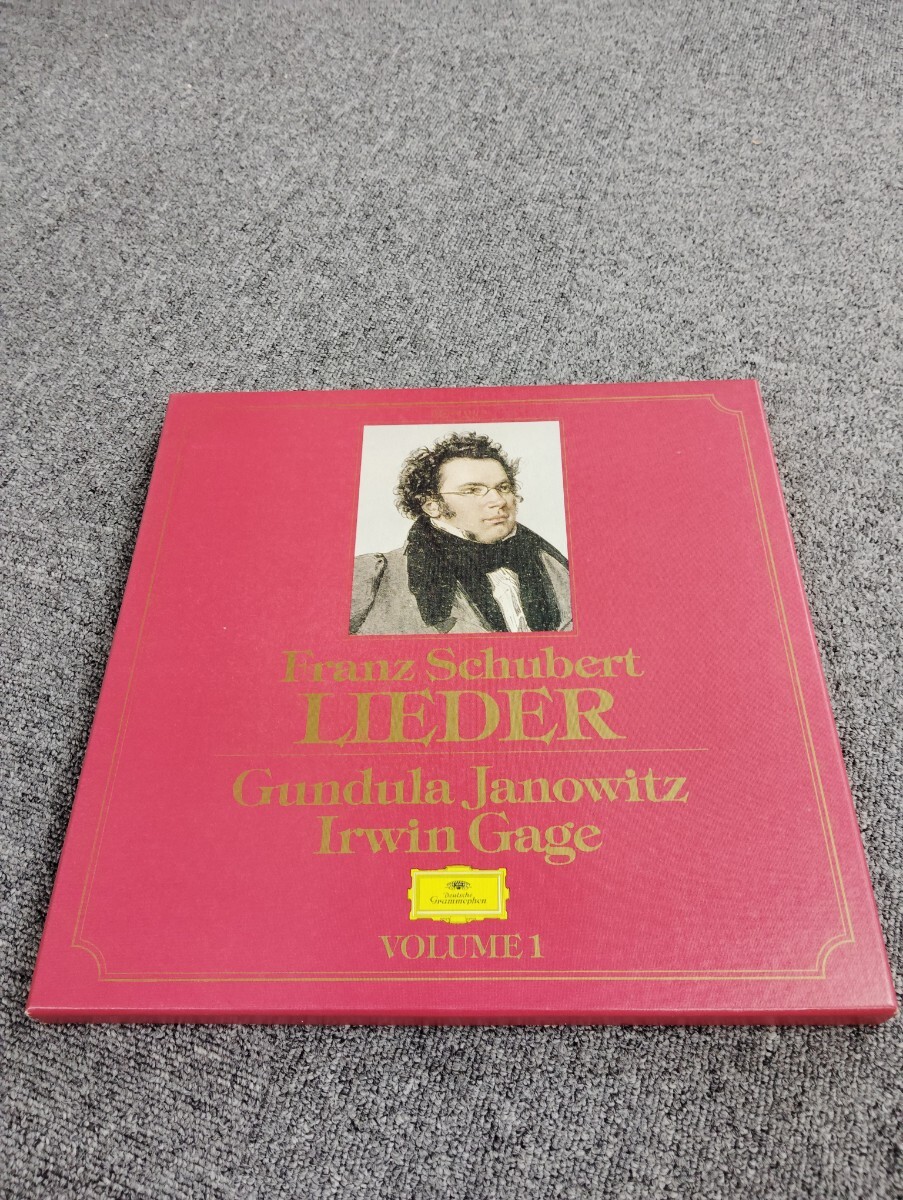 Franz Schubert
LIEDER
Gundula Janowitz
Irwin Gage
Deutsche
Grammophon
VOLUME 1